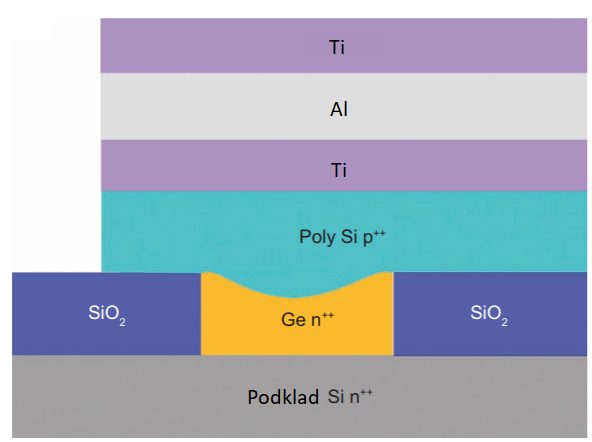 Ti
Al
Ti
Poly Si p⁺⁺
SiO₂
Ge n⁺⁺
SiO₂
Podklad Si n⁺⁺